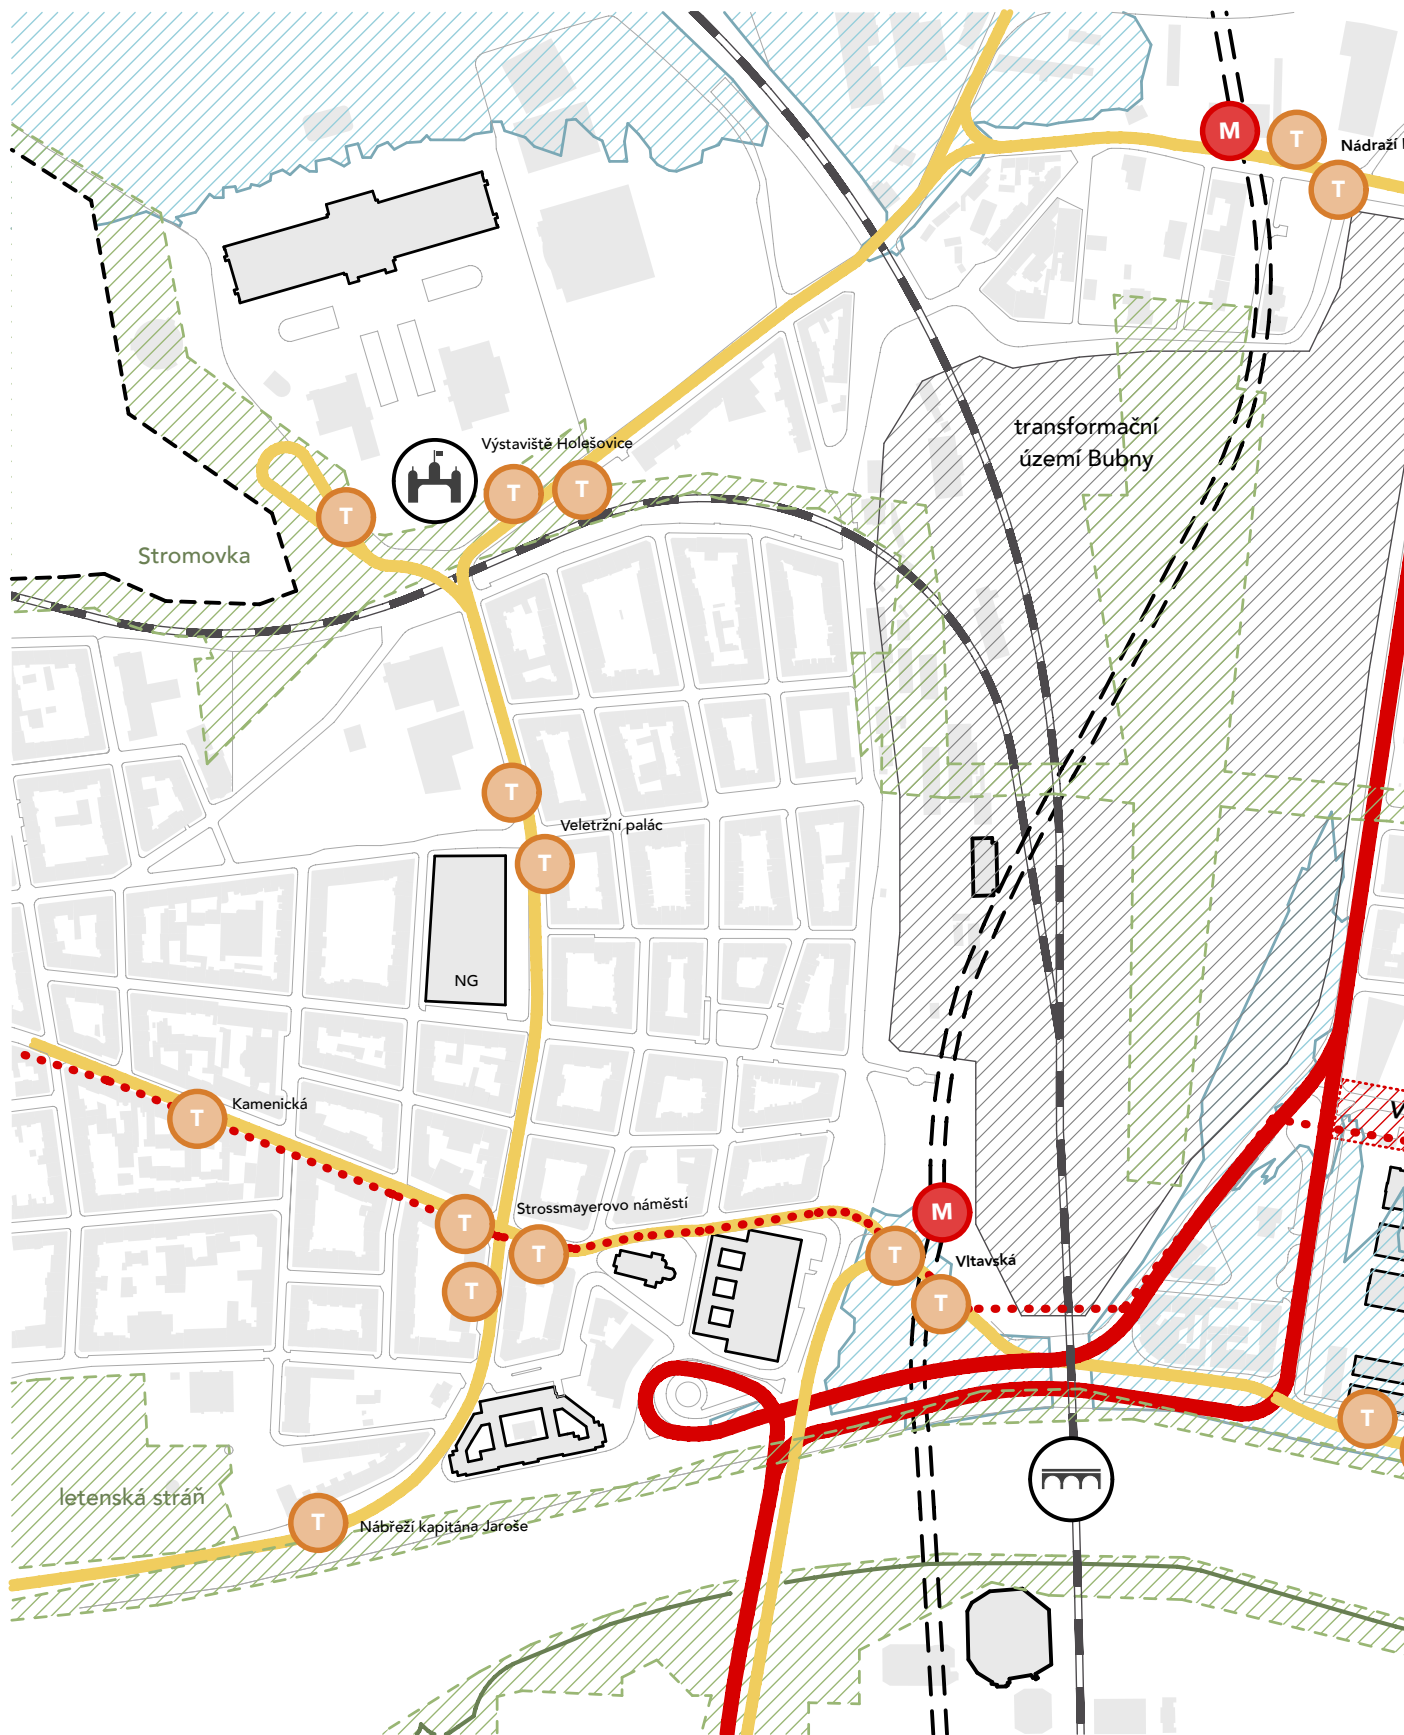 M
T
Nádraží
T
transformační
území Bubny
Výstaviště Holešovice
T
T
T
Stromovka
T
Veletržní palác
T
NG
Kamenická
T
V
Strossmayerovo náměstí
T
M
T
T
Vltavská
T
T
T
letenská stráň
T
Nábřeží kapitána Jaroše